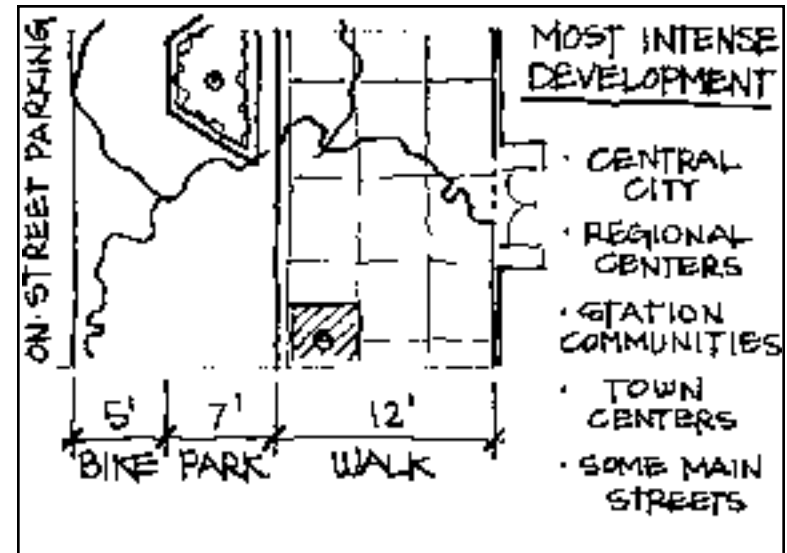 ON-STREET PARKING
MOST INTENSE
DEVELOPMENT
· CENTRAL
CITY
· REGIONAL
CENTERS
· STATION
COMMUNITIES
· TOWN
CENTERS
· SOME MAIN
STREETS
5' 7' 12'
BIKE PARK WALK